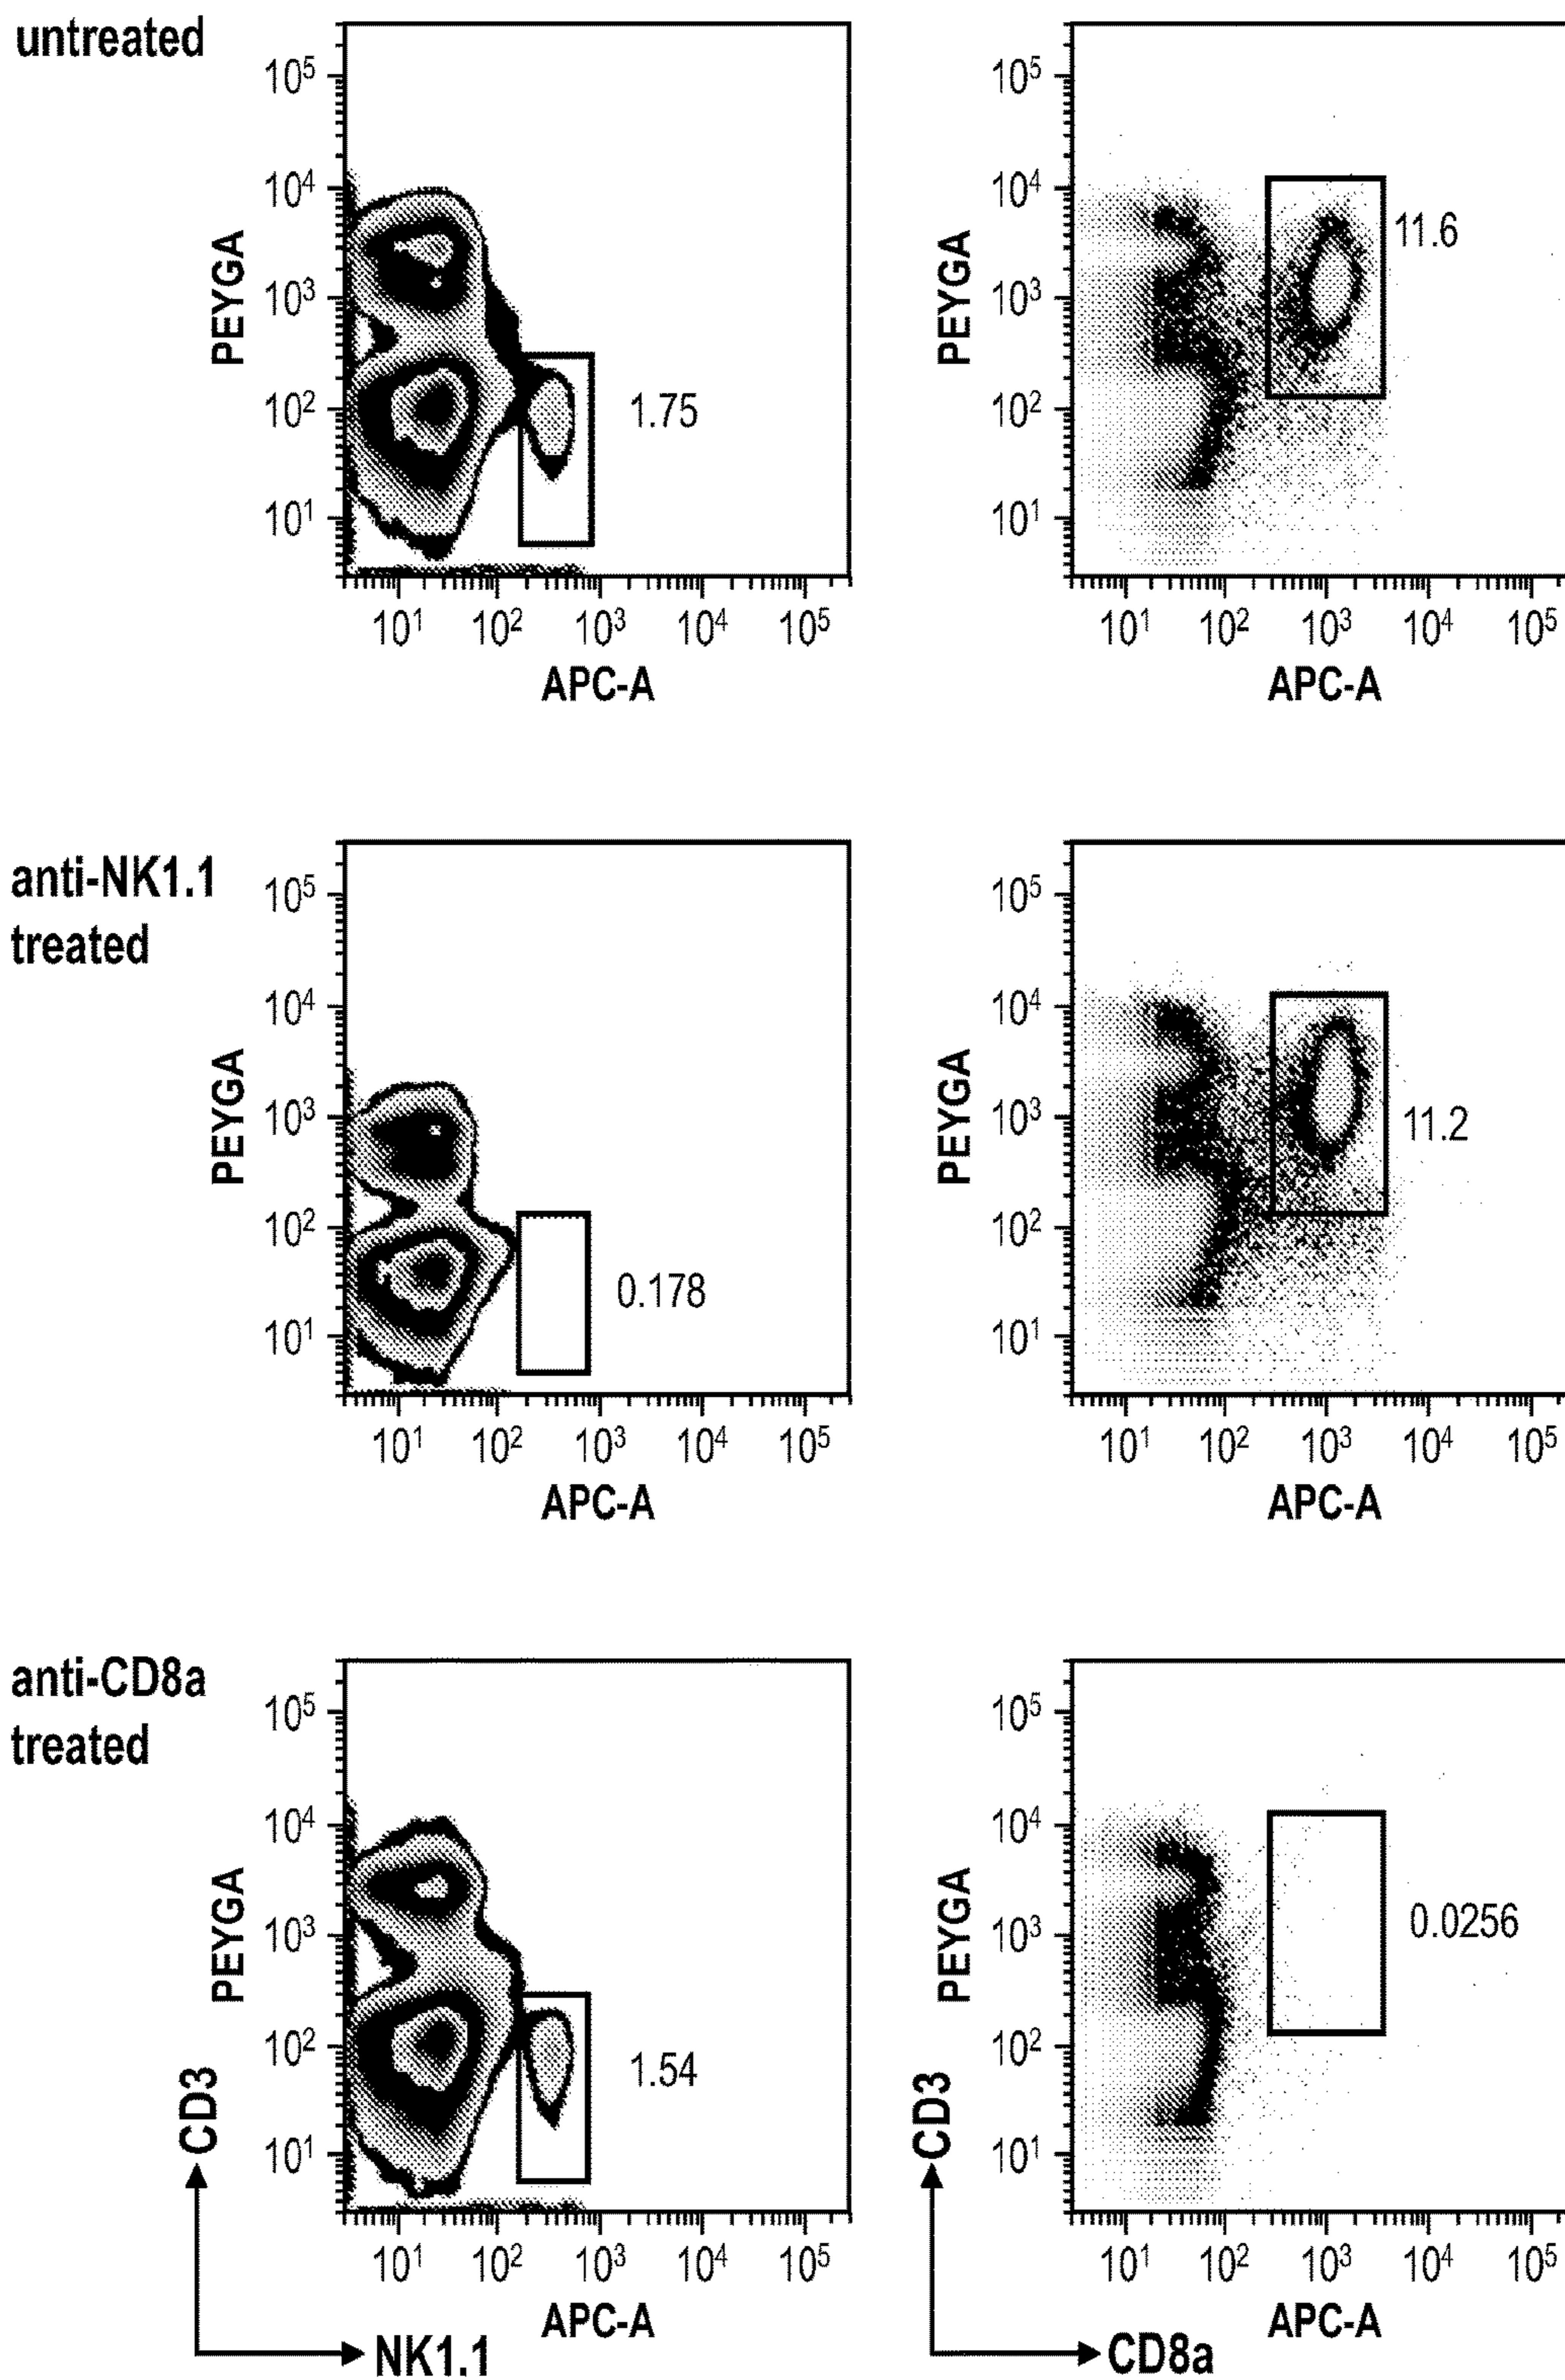 untreated
10⁵
10⁴
10³
10²
10¹
PEYGA
1.75
10¹ 10² 10³ 10⁴ 10⁵
APC-A
10⁵
10⁴
10³
10²
10¹
PEYGA
11.6
10¹ 10² 10³ 10⁴ 10⁵
APC-A
anti-NK1.1
treated
10⁵
10⁴
10³
10²
10¹
PEYGA
0.178
10¹ 10² 10³ 10⁴ 10⁵
APC-A
10⁵
10⁴
10³
10²
10¹
PEYGA
11.2
10¹ 10² 10³ 10⁴ 10⁵
APC-A
anti-CD8a
treated
10⁵
10⁴
10³
10²
10¹
PEYGA
1.54
10¹ 10² 10³ 10⁴ 10⁵
APC-A
CD3
NK1.1
10⁵
10⁴
10³
10²
10¹
PEYGA
0.0256
10¹ 10² 10³ 10⁴ 10⁵
APC-A
CD3
CD8a